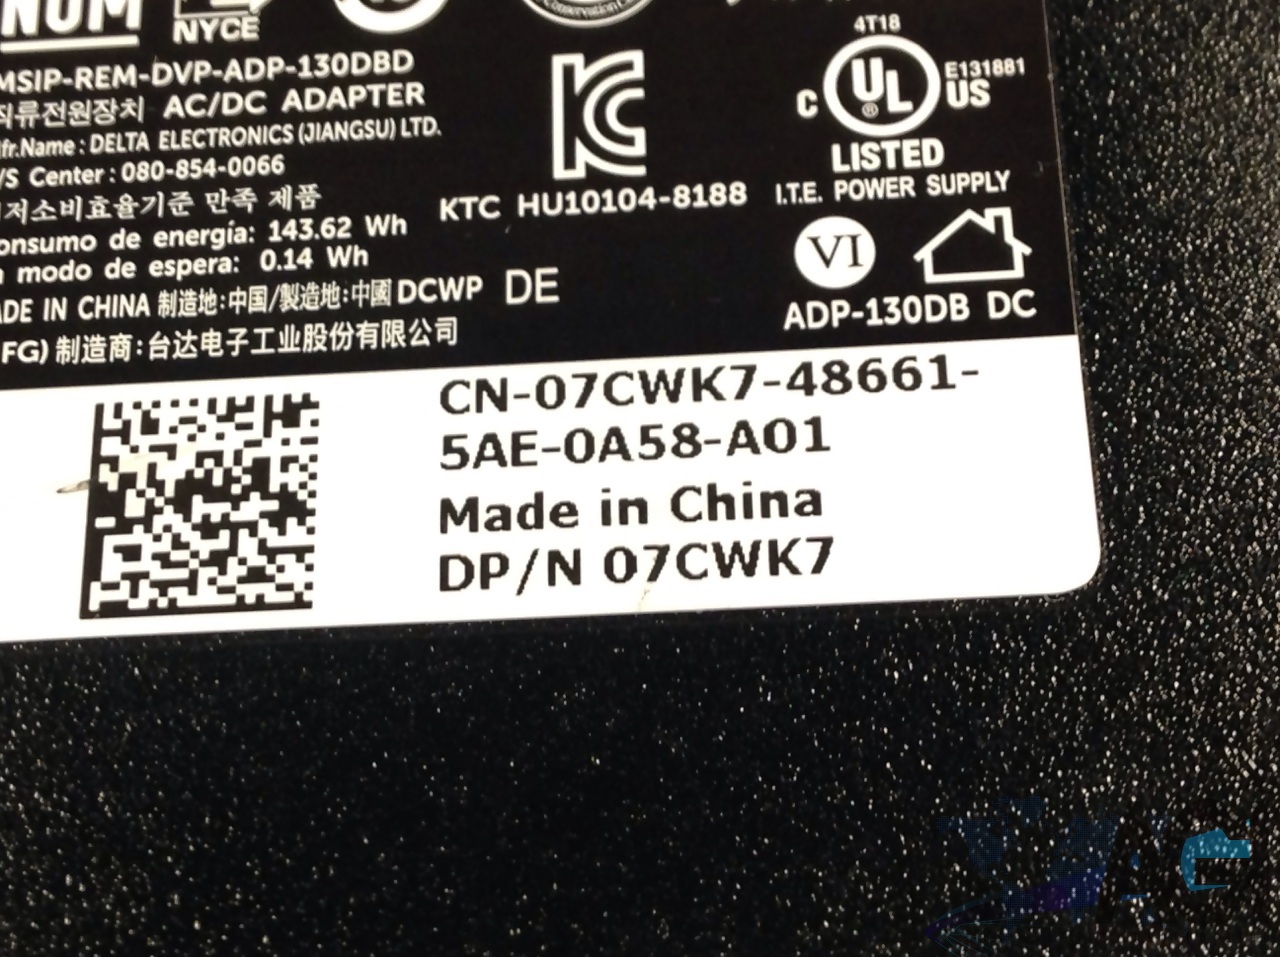 NOM
NYCE
MSIP-REM-DVP-ADP-130DBD
직류전원장치 AC/DC ADAPTER
fr.Name : DELTA ELECTRONICS (JIANGSU) LTD.
/S Center : 080-854-0066
저소비효율기준 만족 제품
onsumo de energía: 143.62 Wh
modo de espera: 0.14 Wh
ADE IN CHINA 制造地:中国/製造地:中國 DCWP DE
FG) 制造商:台达电子工业股份有限公司
KTC HU10104-8188
4T18
C UL ® US
E131881
LISTED
I.T.E. POWER SUPPLY
VI
ADP-130DB DC
CN-07CWK7-48661-
5AE-0A58-A01
Made in China
DP/N 07CWK7